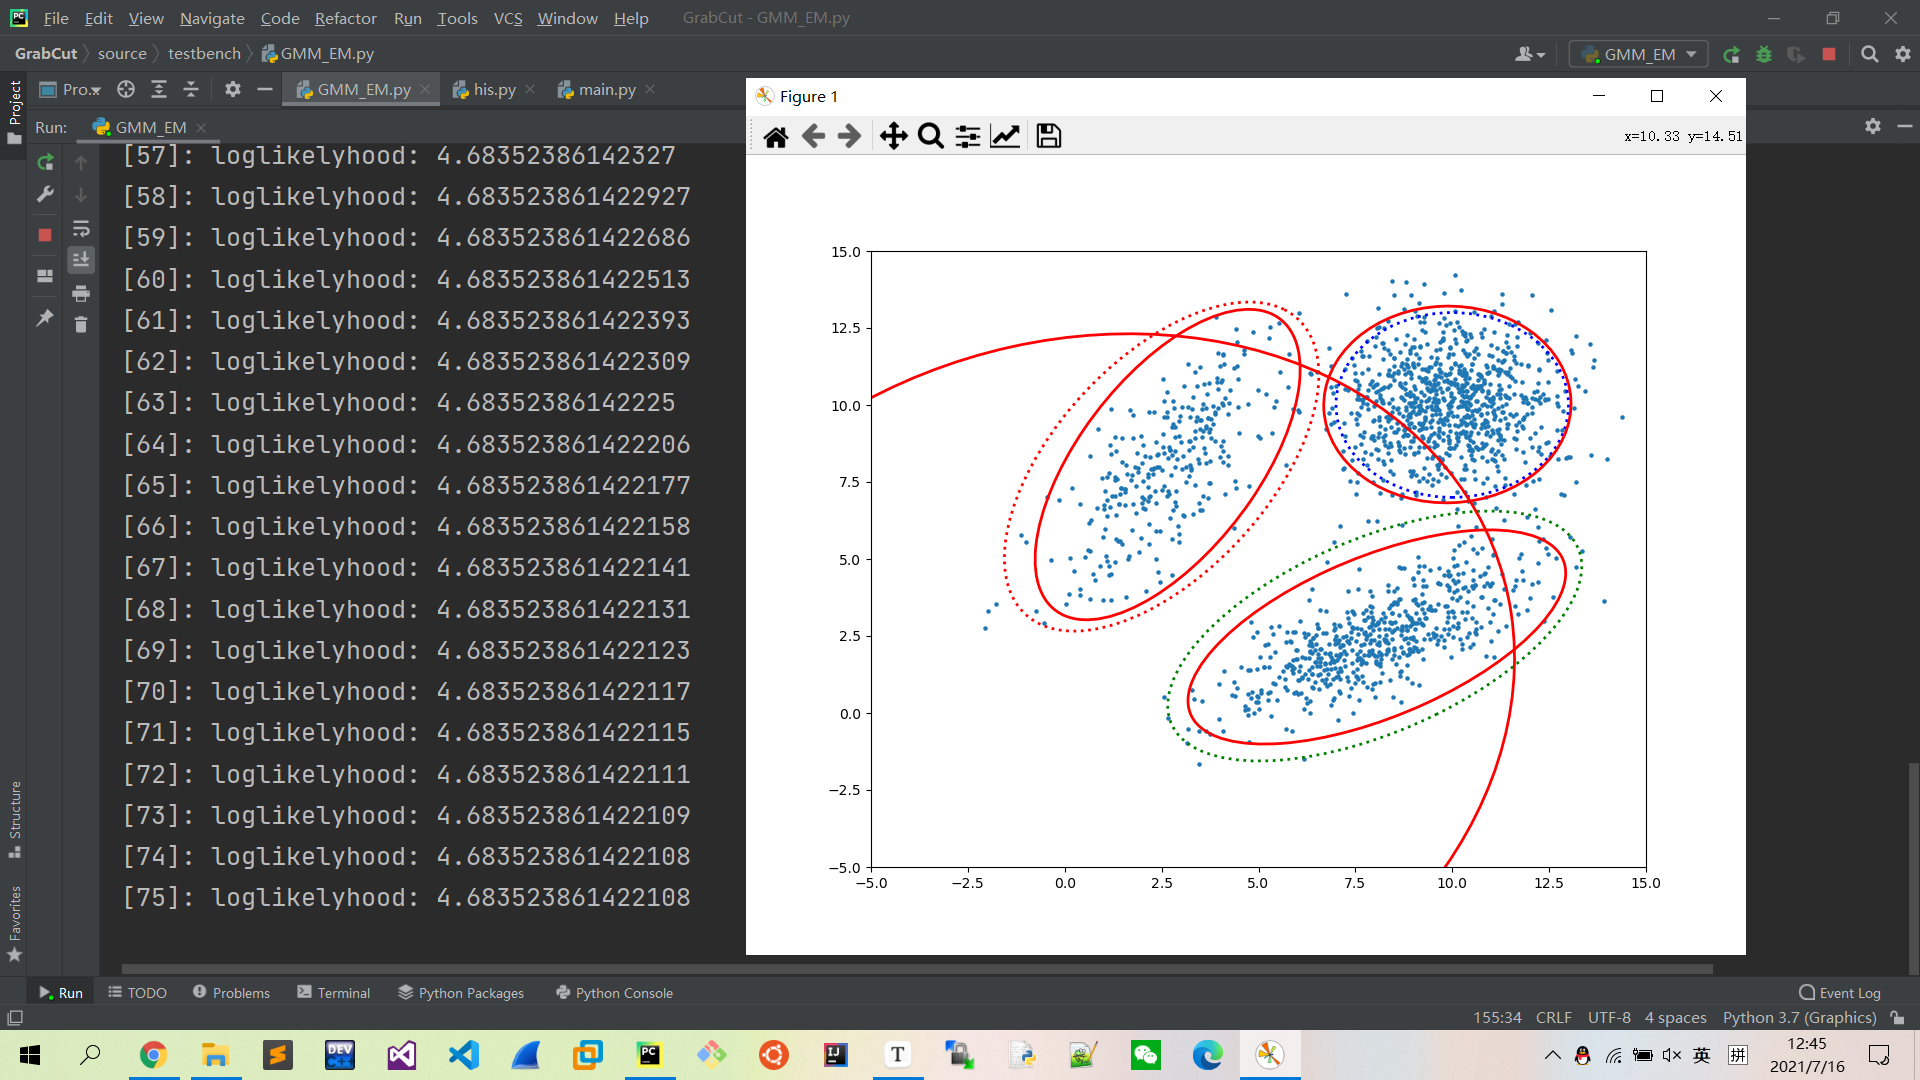 File Edit View Navigate Code Refactor Run Tools VCS Window Help GrabCut - GMM_EM.py
GrabCut source testbench GMM_EM.py
GMM_EM
Project
Pro...
GMM_EM.py
his.py
main.py
Run: GMM_EM
[57]: loglikelyhood: 4.68352386142327
[58]: loglikelyhood: 4.683523861422927
[59]: loglikelyhood: 4.683523861422686
[60]: loglikelyhood: 4.683523861422513
[61]: loglikelyhood: 4.683523861422393
[62]: loglikelyhood: 4.683523861422309
[63]: loglikelyhood: 4.68352386142225
[64]: loglikelyhood: 4.683523861422206
[65]: loglikelyhood: 4.683523861422177
[66]: loglikelyhood: 4.683523861422158
[67]: loglikelyhood: 4.683523861422141
[68]: loglikelyhood: 4.683523861422131
[69]: loglikelyhood: 4.683523861422123
[70]: loglikelyhood: 4.683523861422117
[71]: loglikelyhood: 4.683523861422115
[72]: loglikelyhood: 4.683523861422111
[73]: loglikelyhood: 4.683523861422109
[74]: loglikelyhood: 4.683523861422108
[75]: loglikelyhood: 4.683523861422108
Figure 1
x=10.33 y=14.51
15.0
12.5
10.0
7.5
5.0
2.5
0.0
−2.5
−5.0
−5.0 −2.5 0.0 2.5 5.0 7.5 10.0 12.5 15.0
Structure
Favorites
Run TODO Problems Terminal Python Packages Python Console Event Log
155:34 CRLF UTF-8 4 spaces Python 3.7 (Graphics)
PC
DEV C++
PC
IJ
T
英
拼
12:45
2021/7/16